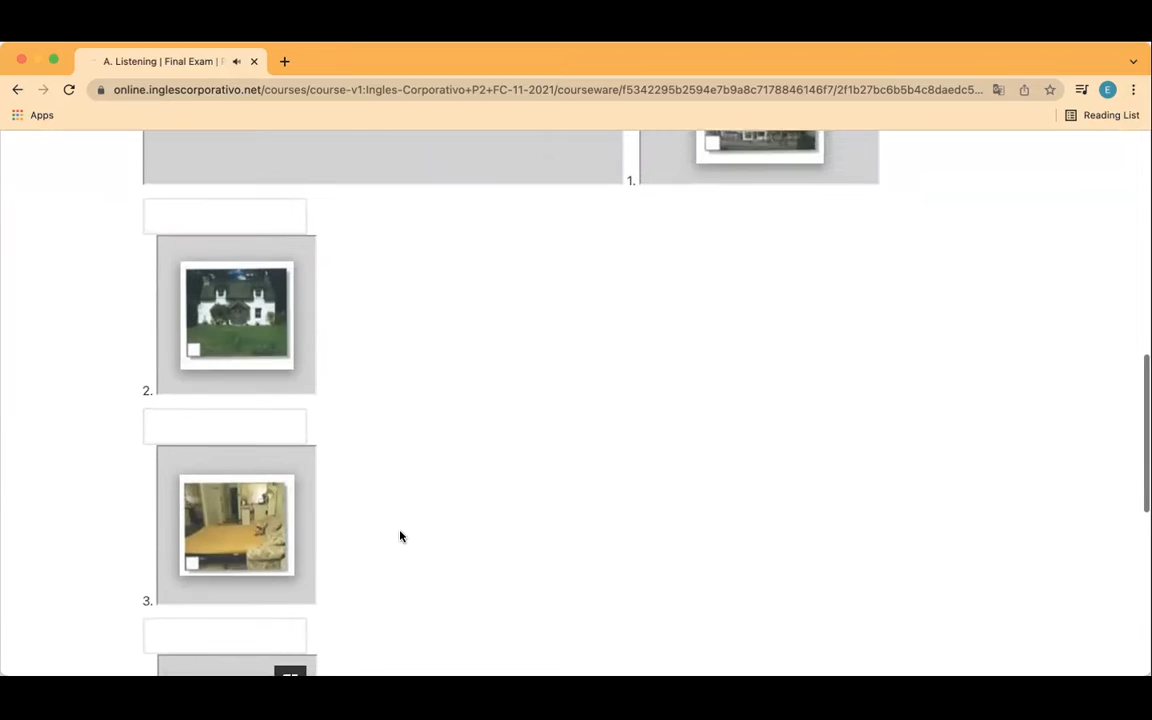 A. Listening | Final Exam |
online.inglescorporativo.net/courses/course-v1:Ingles-Corporativo+P2+FC-11-2021/courseware/f5342295b2594e7b9a8c7178846146f7/2f1b27bc6b5b4c8daedc5...
E
Apps
Reading List
1.
2.
3.